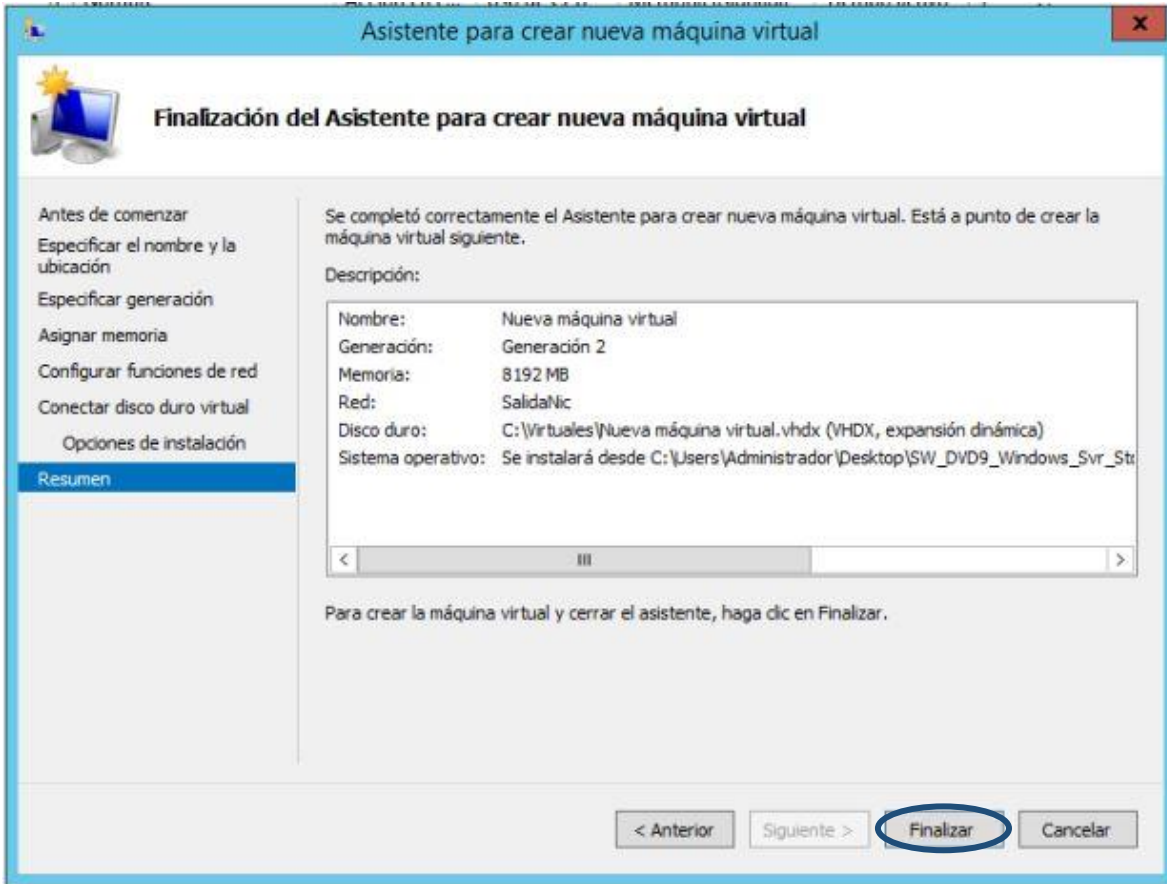 Asistente para crear nueva máquina virtual
x
Finalización del Asistente para crear nueva máquina virtual
Antes de comenzar
Especificar el nombre y la
ubicación
Especificar generación
Asignar memoria
Configurar funciones de red
Conectar disco duro virtual
Opciones de instalación
Resumen
Se completó correctamente el Asistente para crear nueva máquina virtual. Está a punto de crear la
máquina virtual siguiente.
Descripción:
Nombre: Nueva máquina virtual
Generación: Generación 2
Memoria: 8192 MB
Red: SalidaNic
Disco duro: C:\Virtuales\Nueva máquina virtual.vhdx (VHDX, expansión dinámica)
Sistema operativo: Se instalará desde C:\Users\Administrador\Desktop\SW_DVD9_Windows_Svr_St
Para crear la máquina virtual y cerrar el asistente, haga clic en Finalizar.
< Anterior
Siguiente >
Finalizar
Cancelar